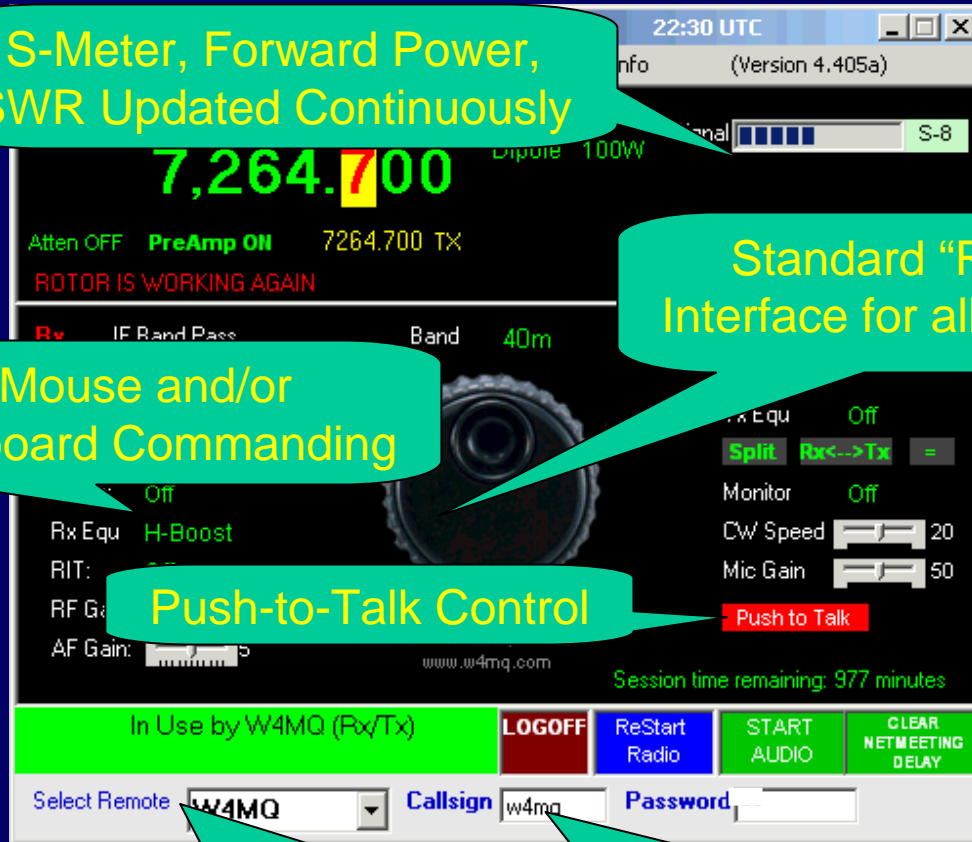 S-Meter, Forward Power,
SWR Updated Continuously
22:30 UTC
(Version 4.405a)
S-8
Dipole 100W
7,264.700
Atten OFF PreAmp ON 7264.700 TX
ROTOR IS WORKING AGAIN
Standard
Interface for all
Rx IF Band Pass
Band 40m
Mouse and/or
Commanding
Equ Off
Split Rx<-->Tx =
Off
Monitor Off
Rx Equ H-Boost
CW Speed 20
RIT:
Mic Gain 50
Push-to-Talk Control
Push to Talk
AF Gain: 5
www.w4mq.com
Session time remaining: 977 minutes
In Use by W4MQ (Rx/Tx)
LOGOFF
ReStart
Radio
START
AUDIO
CLEAR
NETMEETING
DELAY
Select Remote W4MQ Callsign w4mq Password